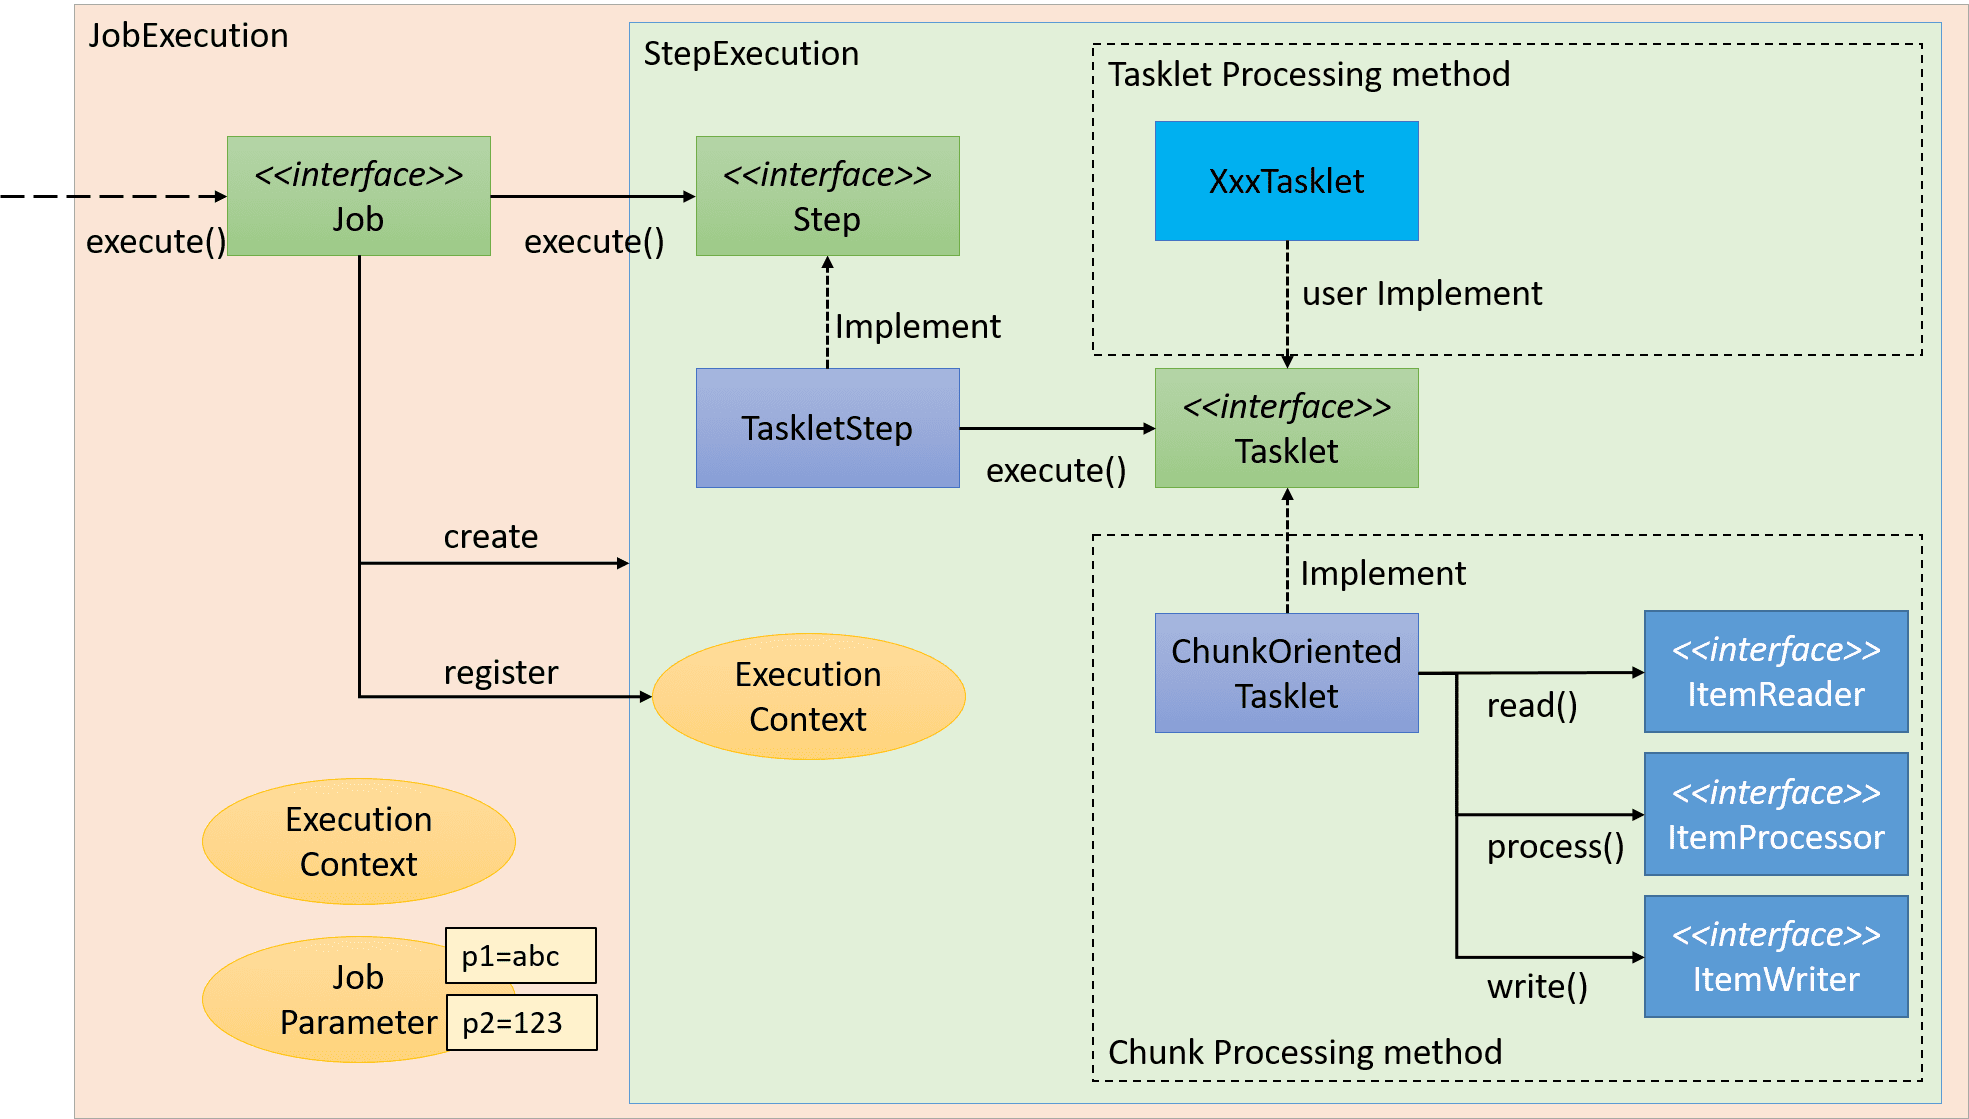 JobExecution
StepExecution
Tasklet Processing method
<<interface>>
Job
execute()
execute()
<<interface>>
Step
XxxTasklet
user Implement
Implement
TaskletStep
execute()
<<interface>>
Tasklet
create
register
Execution
Context
Implement
ChunkOriented
Tasklet
read()
<<interface>>
ItemReader
process()
<<interface>>
ItemProcessor
write()
<<interface>>
ItemWriter
Chunk Processing method
Execution
Context
Job
Parameter
p1=abc
p2=123